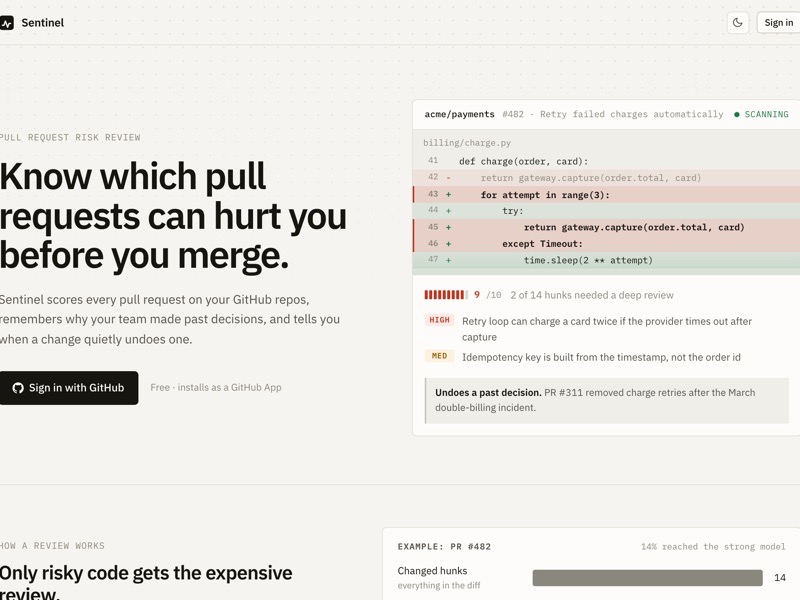 Sentinel
Sign in
PULL REQUEST RISK REVIEW
Know which pull
requests can hurt you
before you merge.
Sentinel scores every pull request on your GitHub repos,
remembers why your team made past decisions, and tells you
when a change quietly undoes one.
Sign in with GitHub
Free · installs as a GitHub App
acme/payments #482 · Retry failed charges automatically SCANNING
billing/charge.py
41 def charge(order, card):
42 - return gateway.capture(order.total, card)
43 + for attempt in range(3):
44 + try:
45 + return gateway.capture(order.total, card)
46 + except Timeout:
47 + time.sleep(2 ** attempt)
9 /10 2 of 14 hunks needed a deep review
HIGH Retry loop can charge a card twice if the provider times out after
capture
MED Idempotency key is built from the timestamp, not the order id
Undoes a past decision. PR #311 removed charge retries after the March
double-billing incident.
HOW A REVIEW WORKS
Only risky code gets the expensive
review.
EXAMPLE: PR #482 14% reached the strong model
Changed hunks 14
everything in the diff